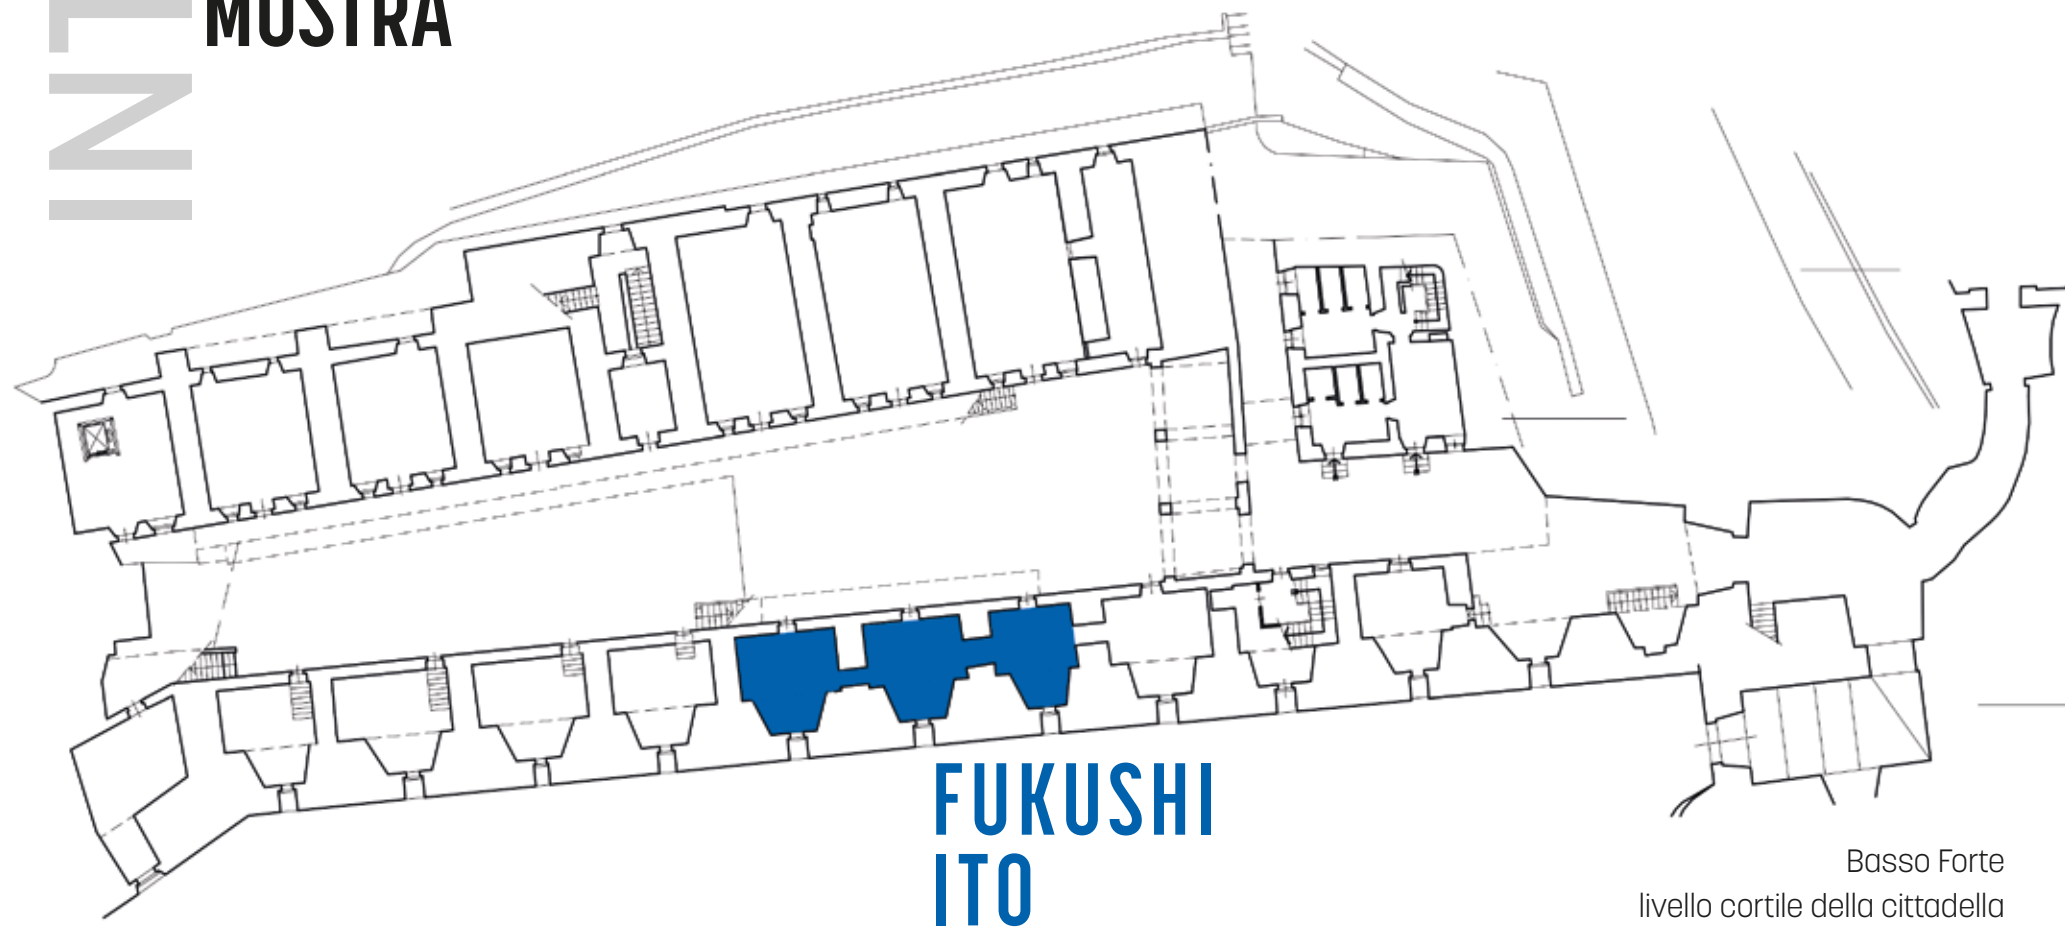 MOSTRA
FUKUSHI
ITO
Basso Forte
livello cortile della cittadella